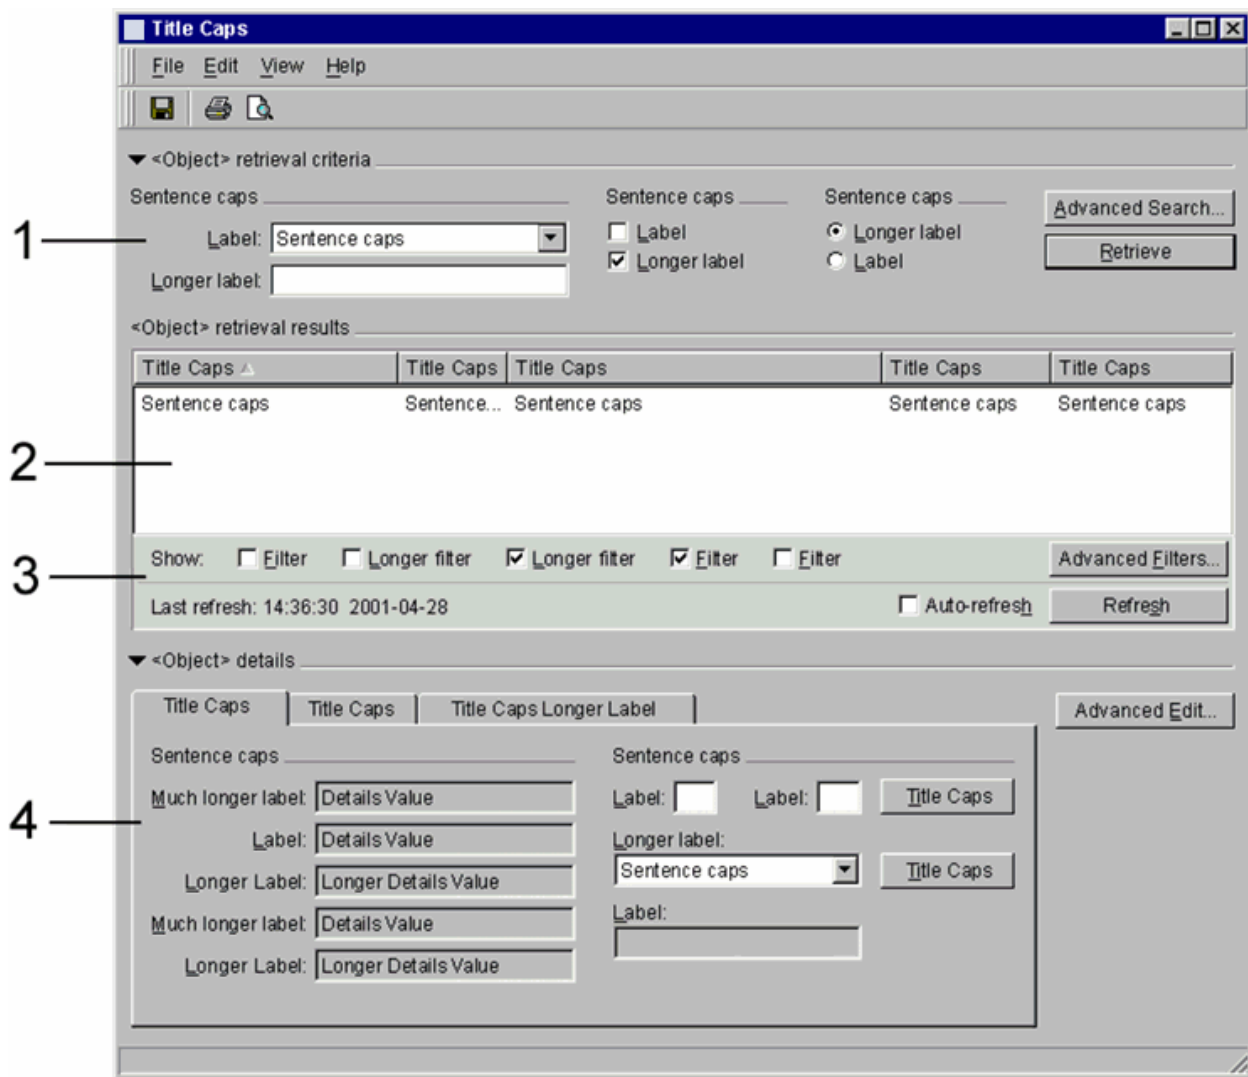 Title Caps
File Edit View Help
<Object> retrieval criteria
Sentence caps Sentence caps Sentence caps
Advanced Search...
1
Label: Sentence caps Label Longer label
Retrieve
Longer label: Longer label Label
<Object> retrieval results
Title Caps Title Caps Title Caps Title Caps Title Caps
Sentence caps Sentence... Sentence caps Sentence caps Sentence caps
2
Show: Filter Longer filter Longer filter Filter Filter Advanced Filters...
3
Last refresh: 14:36:30 2001-04-28 Auto-refresh Refresh
<Object> details
Title Caps Title Caps Title Caps Longer Label Advanced Edit...
Sentence caps Sentence caps
Much longer label: Details Value Label: Label: Title Caps
4
Label: Details Value Longer label:
Longer Label: Longer Details Value Sentence caps Title Caps
Much longer label: Details Value Label:
Longer Label: Longer Details Value